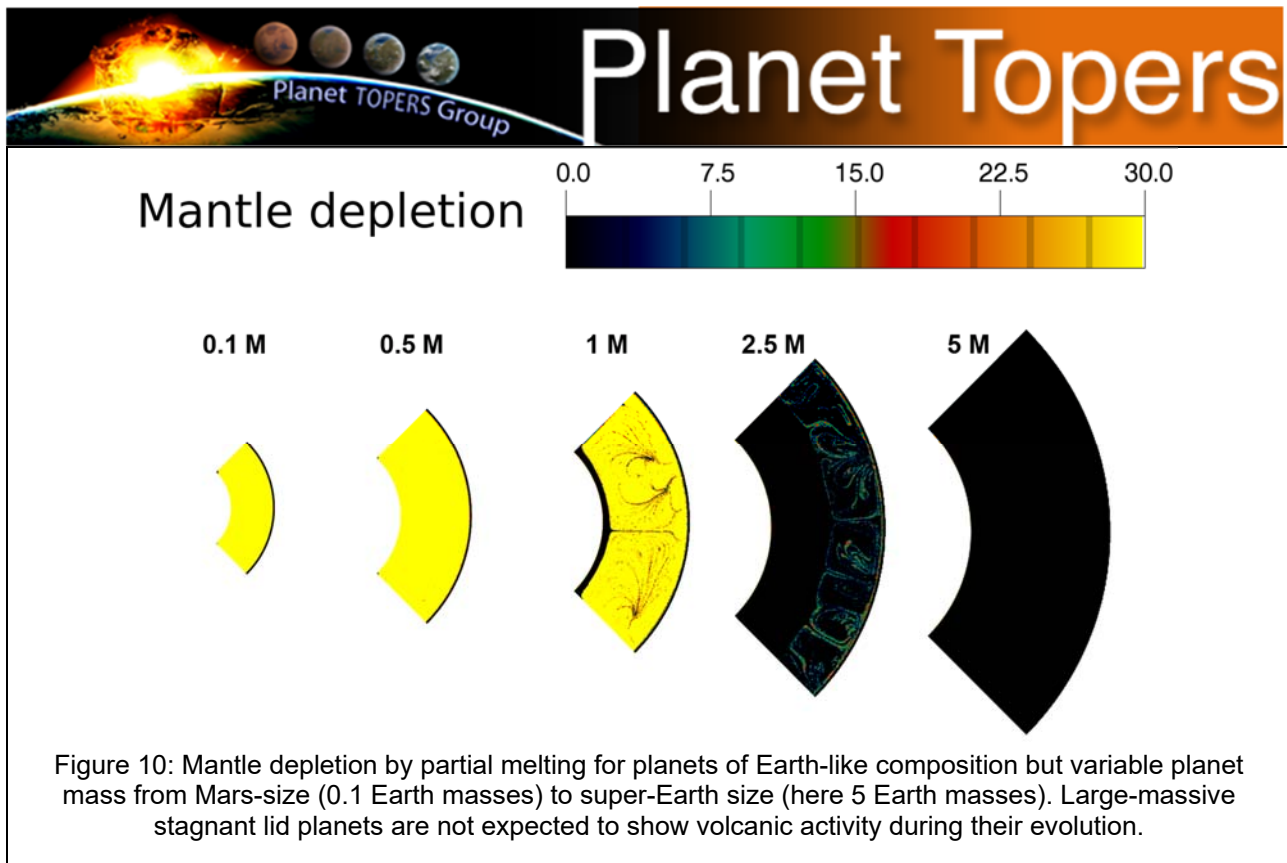 Planet TOPERS Group
Planet Topers
0.0 7.5 15.0 22.5 30.0
Mantle depletion
0.1 M 0.5 M 1 M 2.5 M 5 M
Figure 10: Mantle depletion by partial melting for planets of Earth-like composition but variable planet
mass from Mars-size (0.1 Earth masses) to super-Earth size (here 5 Earth masses). Large-massive
stagnant lid planets are not expected to show volcanic activity during their evolution.